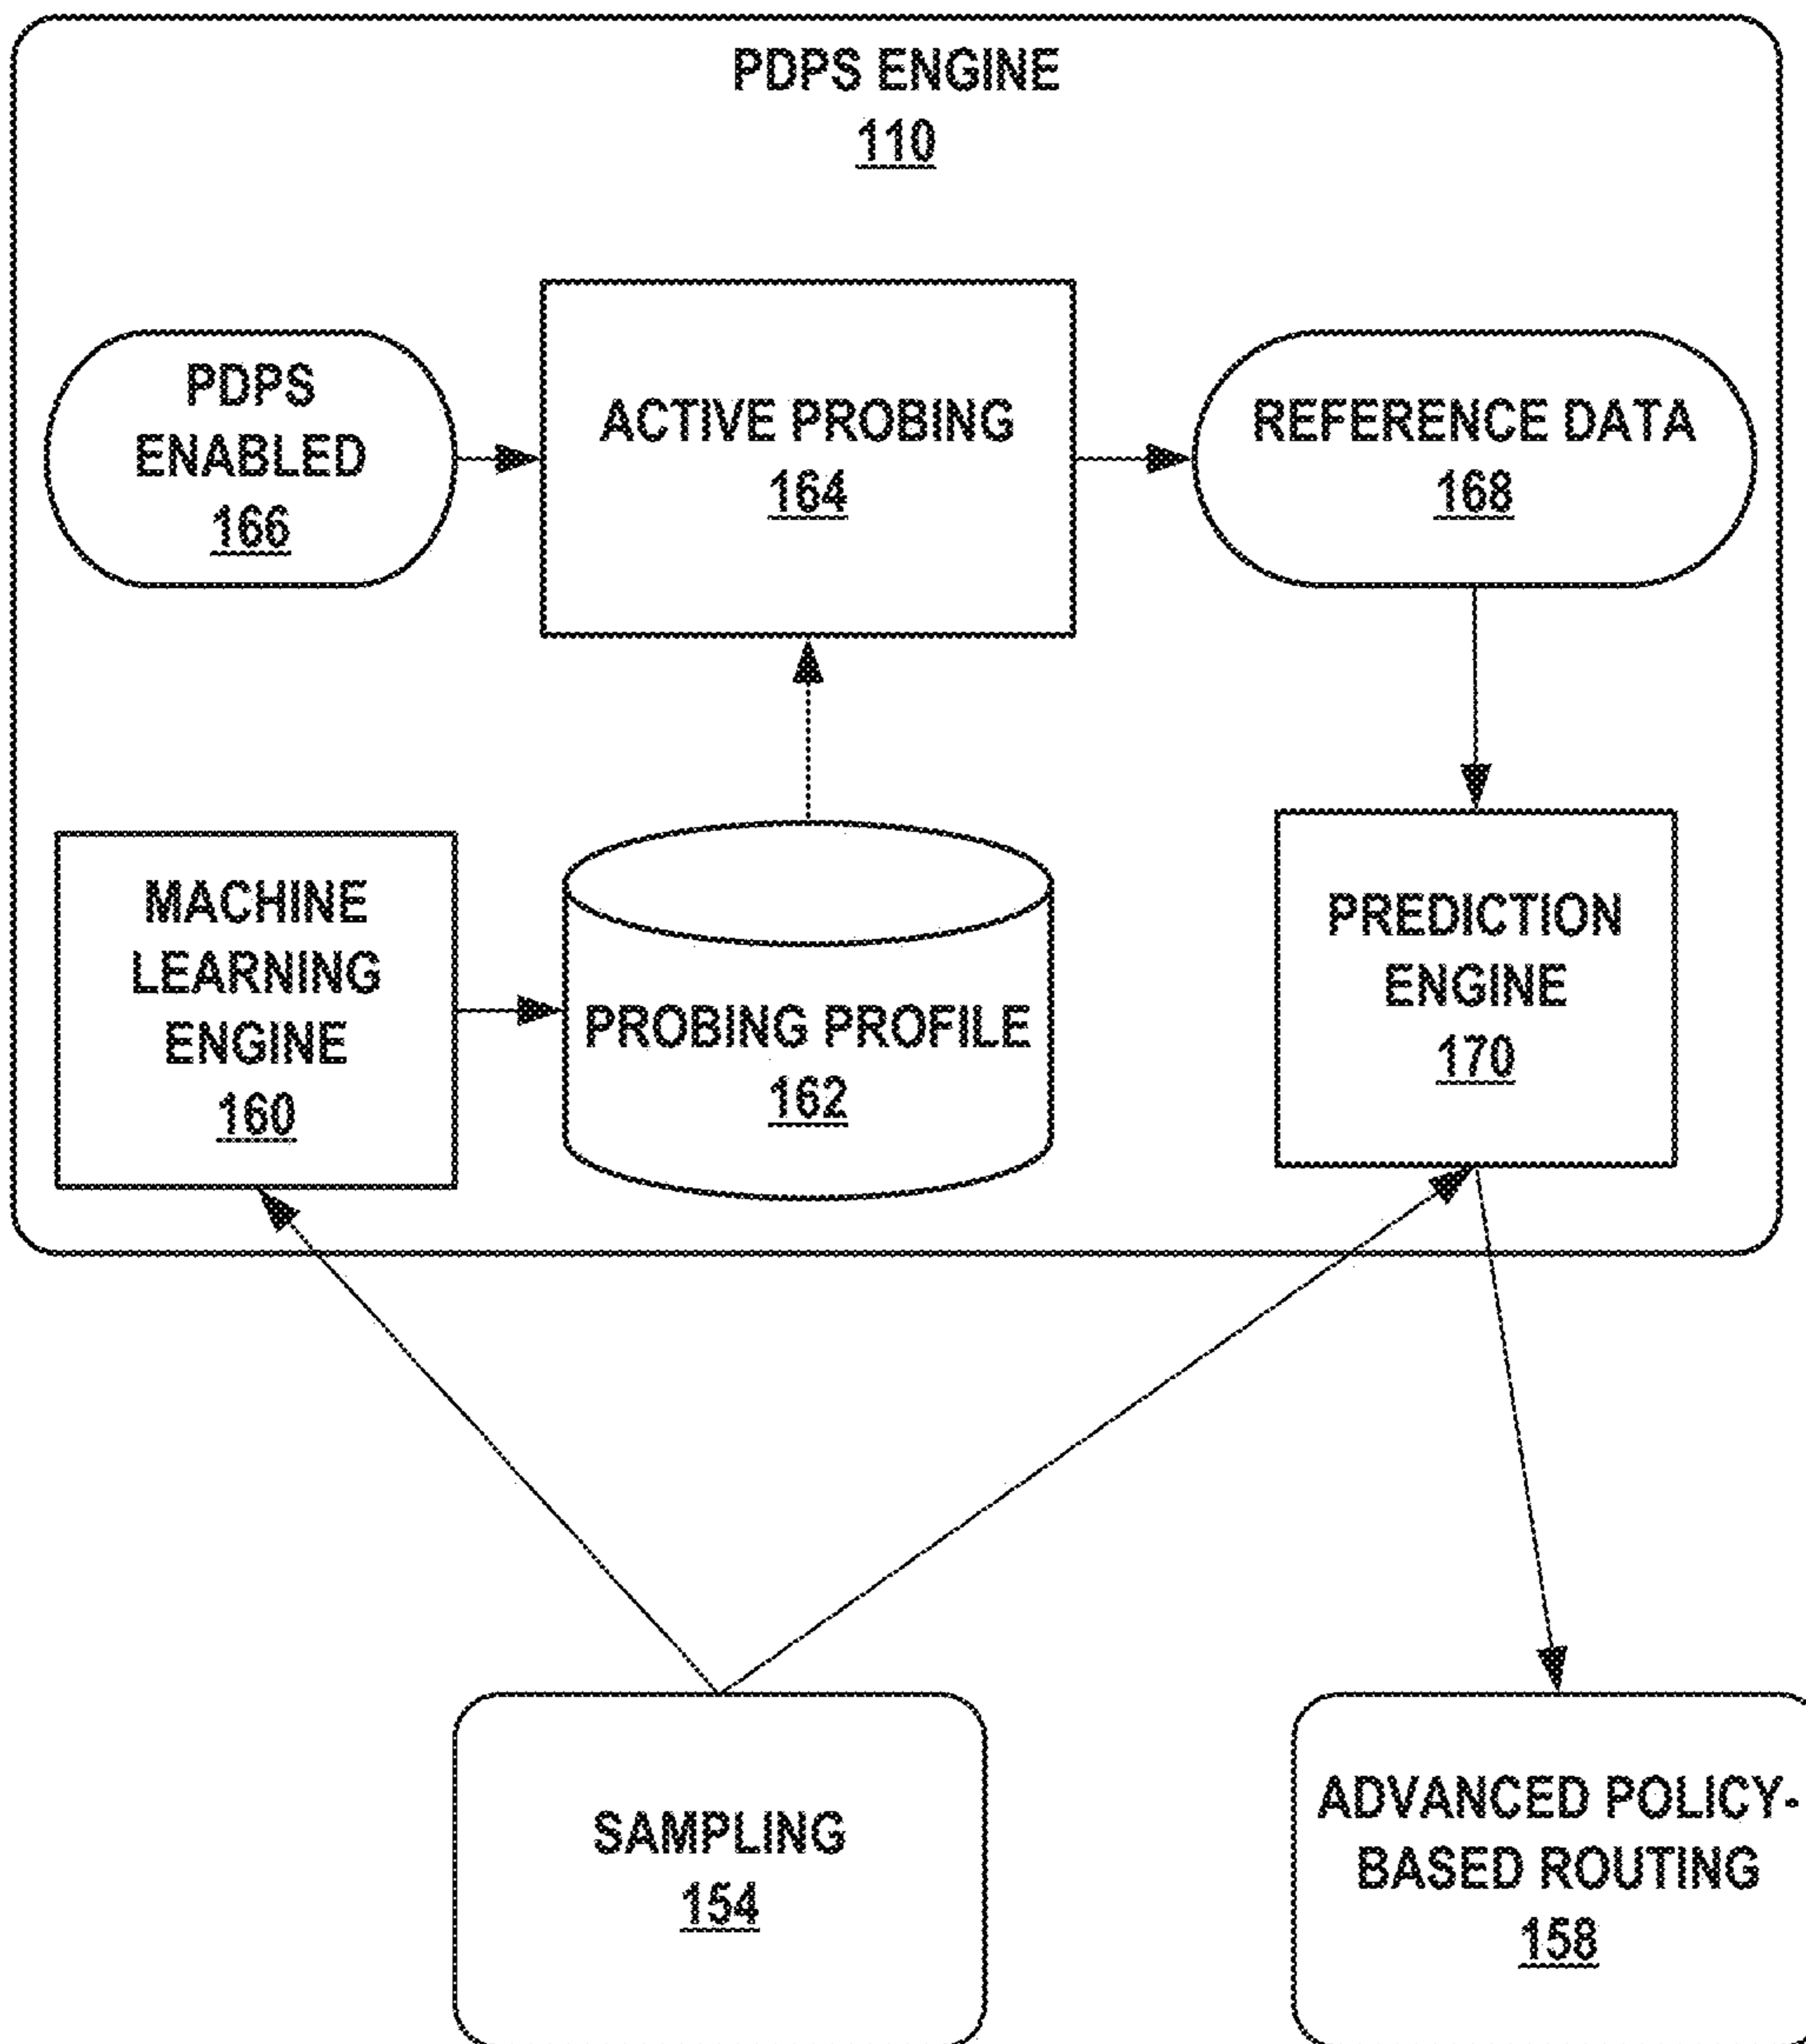 PDPS ENGINE
110
PDPS
ENABLED
166
ACTIVE PROBING
164
REFERENCE DATA
168
MACHINE
LEARNING
ENGINE
160
PROBING PROFILE
162
PREDICTION
ENGINE
170
SAMPLING
154
ADVANCED POLICY-
BASED ROUTING
158